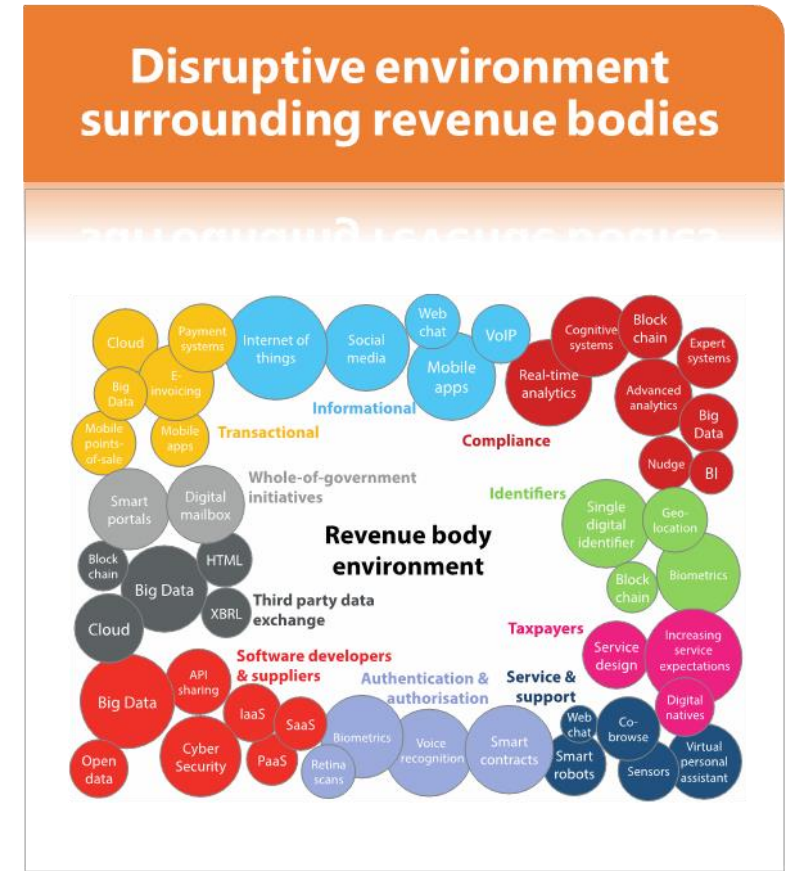 Disruptive environment
surrounding revenue bodies
Cloud
Payment
systems
E-
invoicing
Big
Data
Mobile
points-
of-sale
Mobile
apps
Transactional
Internet of
things
Social
media
Web
chat
VoIP
Mobile
apps
Informational
Real-time
analytics
Cognitive
systems
Block
chain
Expert
systems
Advanced
analytics
Big
Data
Nudge
BI
Compliance
Smart
portals
Digital
mailbox
Whole-of-government
initiatives
Identifiers
Single
digital
identifier
Geo-
location
Block
chain
Biometrics
Revenue body
environment
Block
chain
Big Data
HTML
XBRL
Cloud
Third party data
exchange
Taxpayers
Service
design
Increasing
service
expectations
Digital
natives
Software developers
& suppliers
Big Data
API
sharing
IaaS
SaaS
PaaS
Cyber
Security
Open
data
Authentication &
authorisation
Biometrics
Retina
scans
Voice
recognition
Smart
contracts
Service &
support
Web
chat
Co-
browse
Smart
robots
Sensors
Virtual
personal
assistant